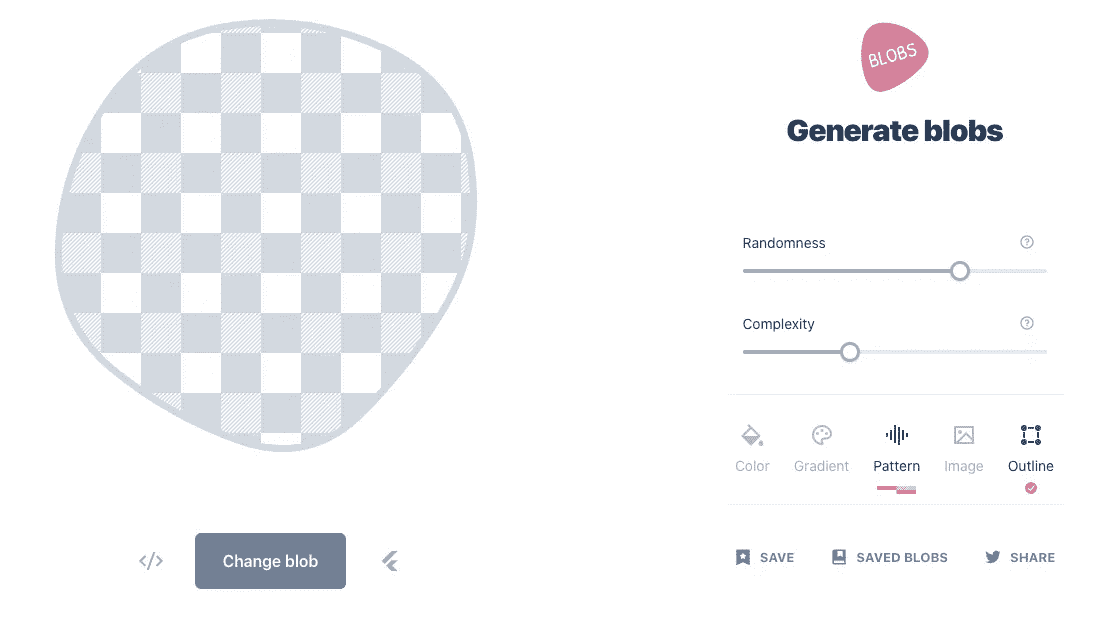 BLOBS
Generate blobs
Randomness
Complexity
Color Gradient Pattern Image Outline
</> Change blob
SAVE SAVED BLOBS SHARE